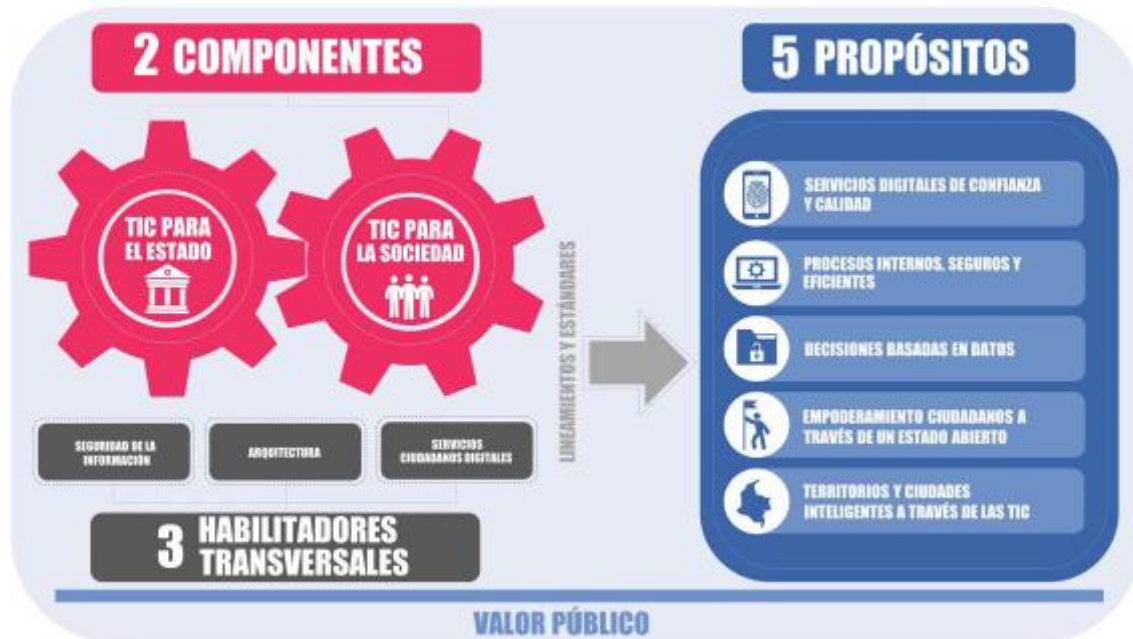 2 COMPONENTES
TIC PARA
EL ESTADO
TIC PARA
LA SOCIEDAD
SEGURIDAD DE LA
INFORMACIÓN
ARQUITECTURA
SERVICIOS
CIUDADANOS DIGITALES
3 HABILITADORES
TRANSVERSALES
LINEAMIENTOS Y ESTÁNDARES
5 PROPÓSITOS
SERVICIOS DIGITALES DE CONFIANZA
Y CALIDAD
PROCESOS INTERNOS, SEGUROS Y
EFICIENTES
DECISIONES BASADAS EN DATOS
EMPODERAMIENTO CIUDADANOS A
TRAVÉS DE UN ESTADO ABIERTO
TERRITORIOS Y CIUDADES
INTELIGENTES A TRAVÉS DE LAS TIC
VALOR PÚBLICO